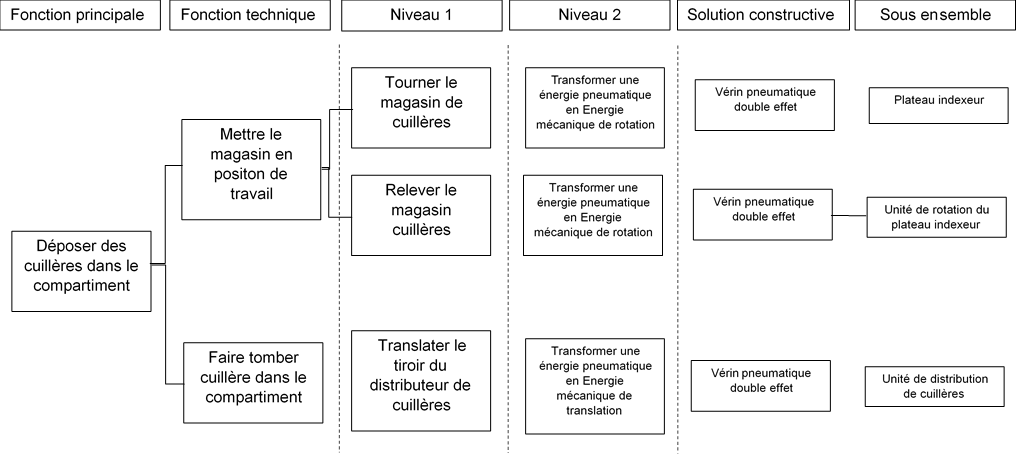 Fonction principale
Fonction technique
Niveau 1
Niveau 2
Solution constructive
Sous ensemble
Déposer des
cuillères dans le
compartiment
Mettre le
magasin en
positon de
travail
Tourner le
magasin de
cuillères
Transformer une
énergie pneumatique
en Energie
mécanique de rotation
Vérin pneumatique
double effet
Plateau indexeur
Relever le
magasin
cuillères
Transformer une
énergie pneumatique
en Energie
mécanique de rotation
Vérin pneumatique
double effet
Unité de rotation du
plateau indexeur
Faire tomber
cuillère dans le
compartiment
Translater le
tiroir du
distributeur de
cuillères
Transformer une
énergie pneumatique
en Energie
mécanique de
translation
Vérin pneumatique
double effet
Unité de distribution
de cuillères